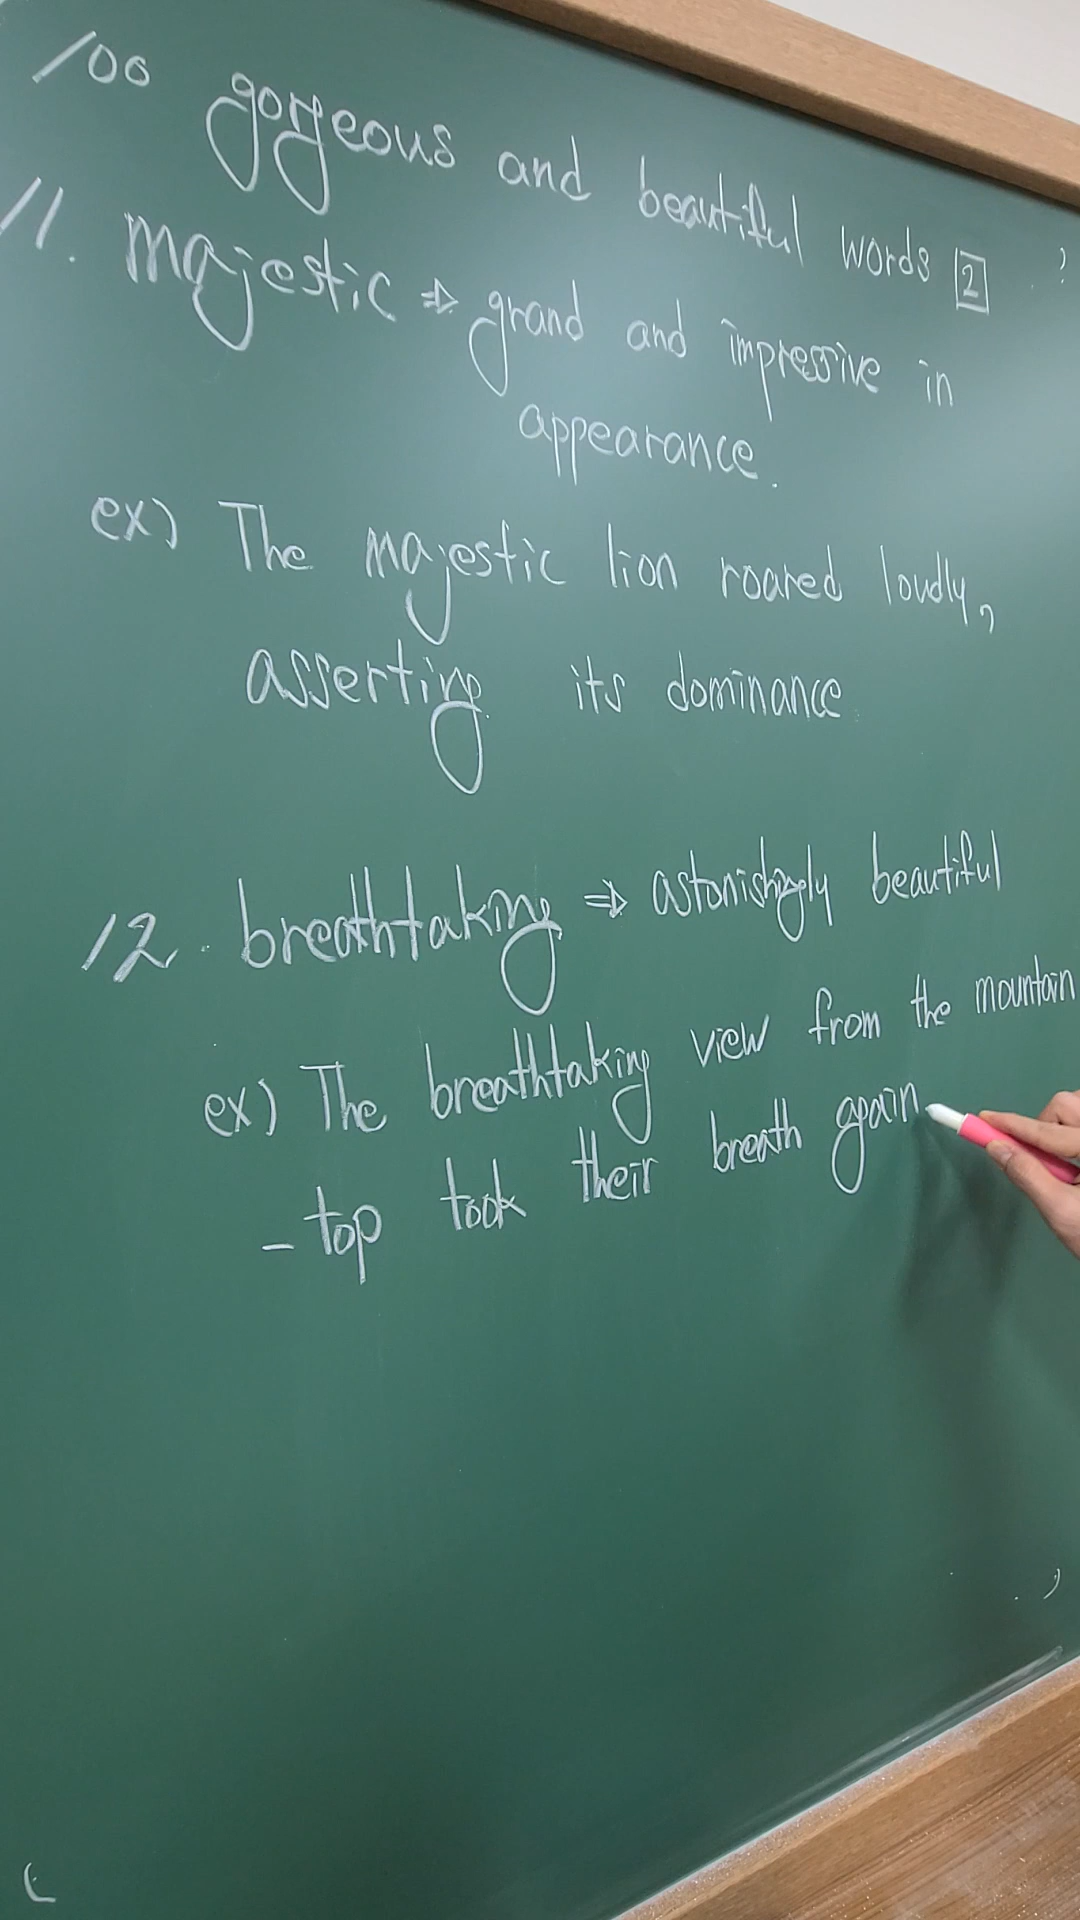 100 gorgeous and beautiful words 2
11. majestic ⇒ grand and impressive in
appearance.
ex) The majestic lion roared loudly,
asserting its dominance
12. breathtaking ⇒ astonishingly beautiful
ex) The breathtaking view from the mountain
-top took their breath again